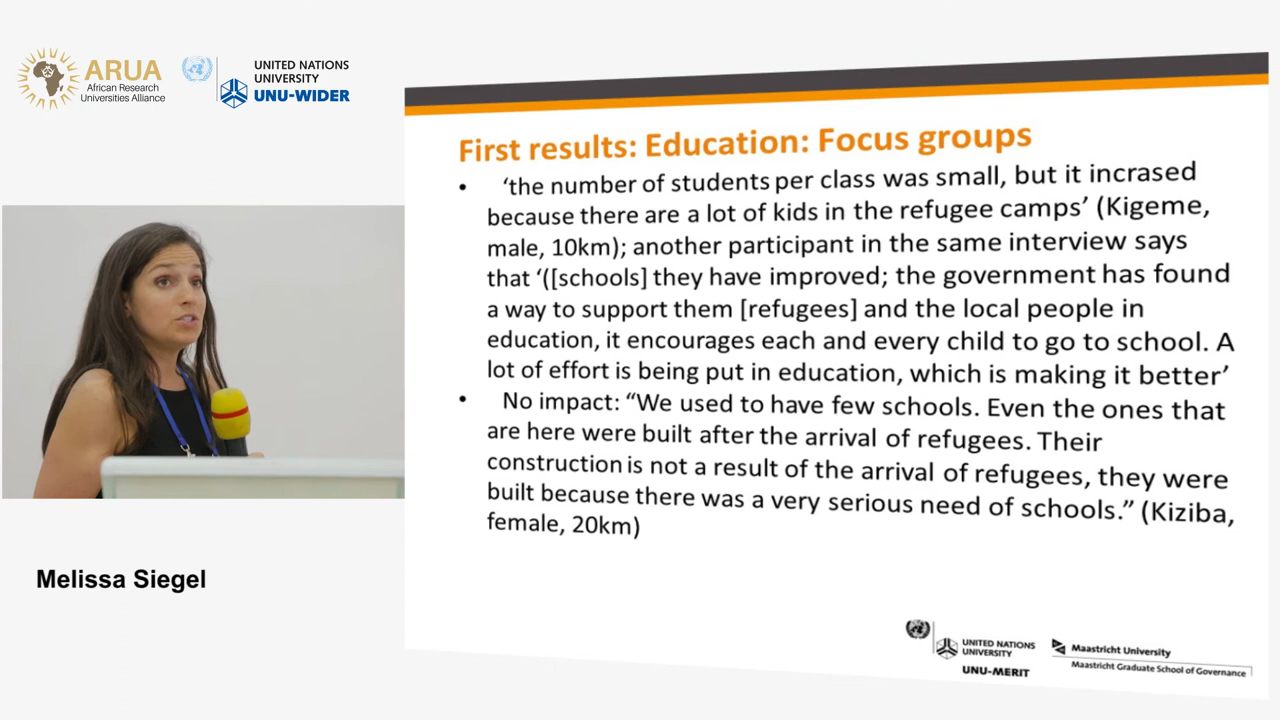 ARUA
African Research
Universities Alliance
UNITED NATIONS
UNIVERSITY
UNU-WIDER
First results: Education: Focus groups
• ‘the number of students per class was small, but it incrased
because there are a lot of kids in the refugee camps’ (Kigeme,
male, 10km); another participant in the same interview says
that ‘([schools] they have improved; the government has found
a way to support them [refugees] and the local people in
education, it encourages each and every child to go to school. A
lot of effort is being put in education, which is making it better’
• No impact: “We used to have few schools. Even the ones that
are here were built after the arrival of refugees. Their
construction is not a result of the arrival of refugees, they were
built because there was a very serious need of schools.” (Kiziba,
female, 20km)
Melissa Siegel
UNITED NATIONS
UNIVERSITY
UNU-MERIT
Maastricht University
Maastricht Graduate School of Governance